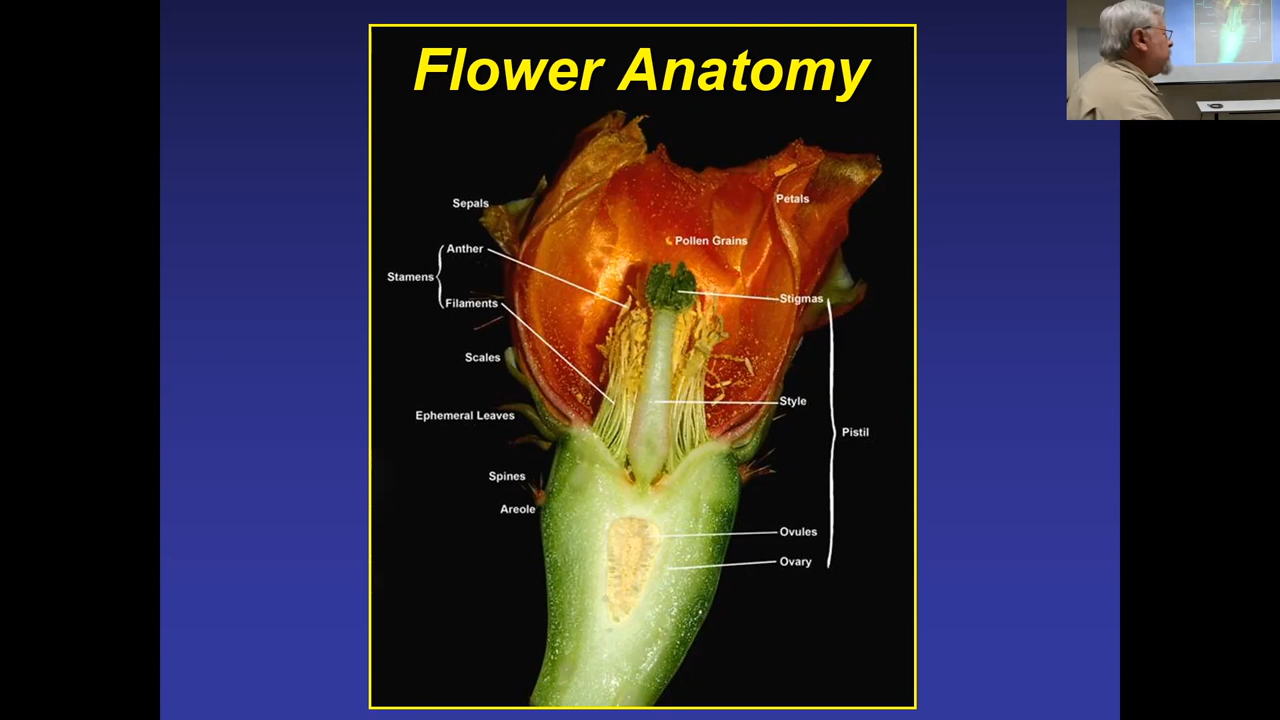 Flower Anatomy
Sepals
Petals
Pollen Grains
Anther
Stamens
Filaments
Stigmas
Scales
Style
Ephemeral Leaves
Pistil
Spines
Areole
Ovules
Ovary